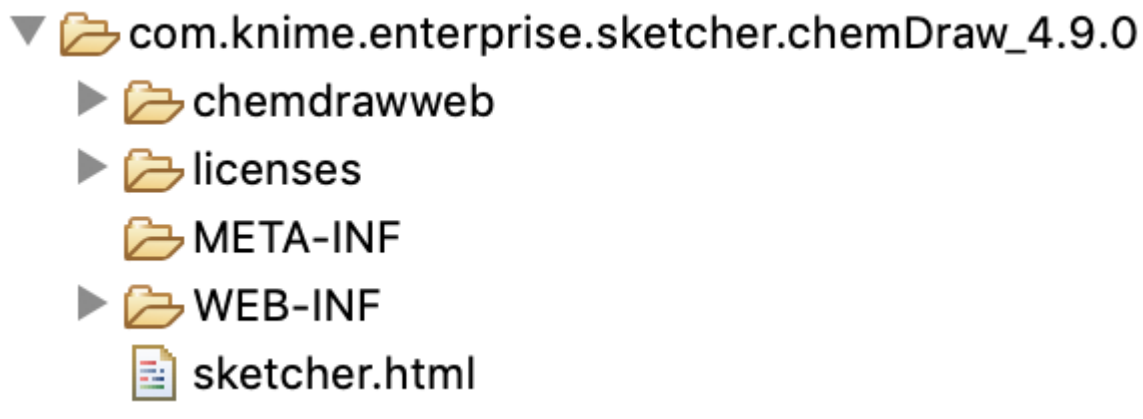 com.knime.enterprise.sketcher.chemDraw_4.9.0
chemdrawweb
licenses
META-INF
WEB-INF
sketcher.html